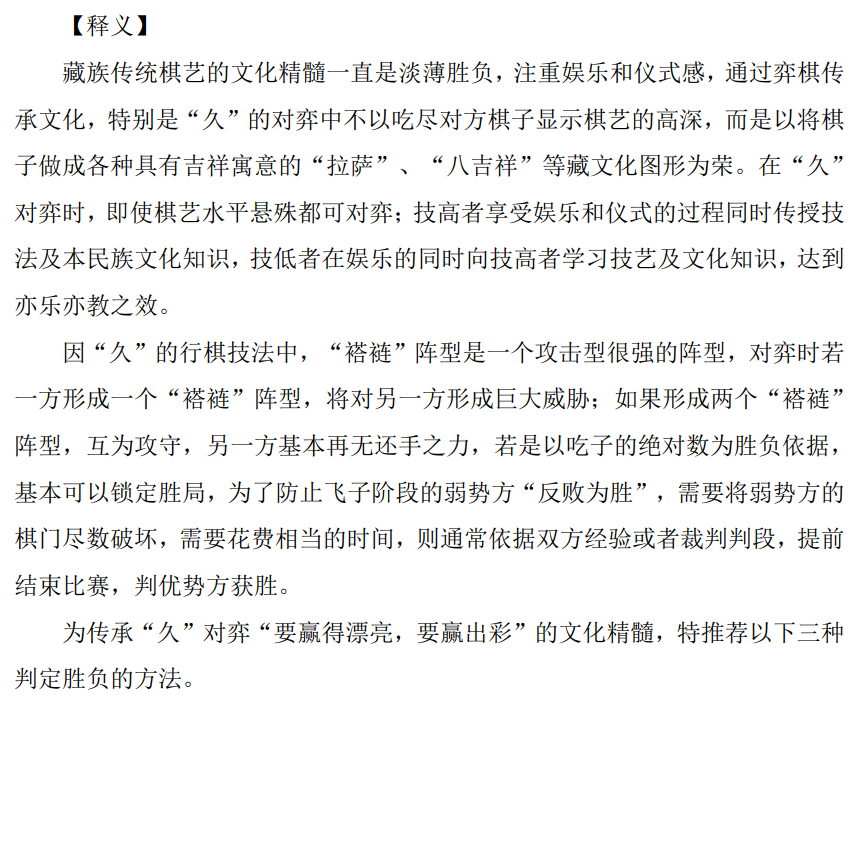 【释义】
藏族传统棋艺的文化精髓一直是淡薄胜负，注重娱乐和仪式感，通过弈棋传
承文化，特别是“久”的对弈中不以吃尽对方棋子显示棋艺的高深，而是以将棋
子做成各种具有吉祥寓意的“拉萨”、“八吉祥”等藏文化图形为荣。在“久”
对弈时，即使棋艺水平悬殊都可对弈；技高者享受娱乐和仪式的过程同时传授技
法及本民族文化知识，技低者在娱乐的同时向技高者学习技艺及文化知识，达到
亦乐亦教之效。
因“久”的行棋技法中，“褡裢”阵型是一个攻击型很强的阵型，对弈时若
一方形成一个“褡裢”阵型，将对另一方形成巨大威胁；如果形成两个“褡裢”
阵型，互为攻守，另一方基本再无还手之力，若是以吃子的绝对数为胜负依据，
基本可以锁定胜局，为了防止飞子阶段的弱势方“反败为胜”，需要将弱势方的
棋门尽数破坏，需要花费相当的时间，则通常依据双方经验或者裁判判段，提前
结束比赛，判优势方获胜。
为传承“久”对弈“要赢得漂亮，要赢出彩”的文化精髓，特推荐以下三种
判定胜负的方法。